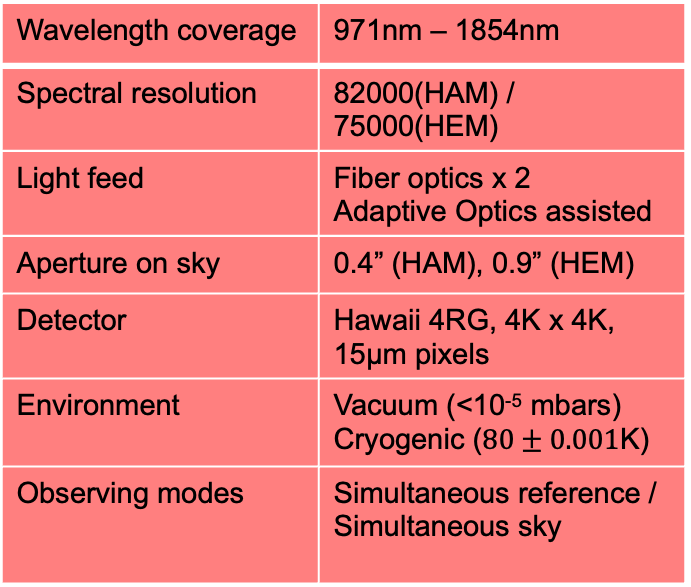 Wavelength coverage 971nm – 1854nm
Spectral resolution 82000(HAM) /
75000(HEM)
Light feed Fiber optics x 2
Adaptive Optics assisted
Aperture on sky 0.4” (HAM), 0.9” (HEM)
Detector Hawaii 4RG, 4K x 4K,
15µm pixels
Environment Vacuum (<10⁻⁵ mbars)
Cryogenic (80 ± 0.001K)
Observing modes Simultaneous reference /
Simultaneous sky